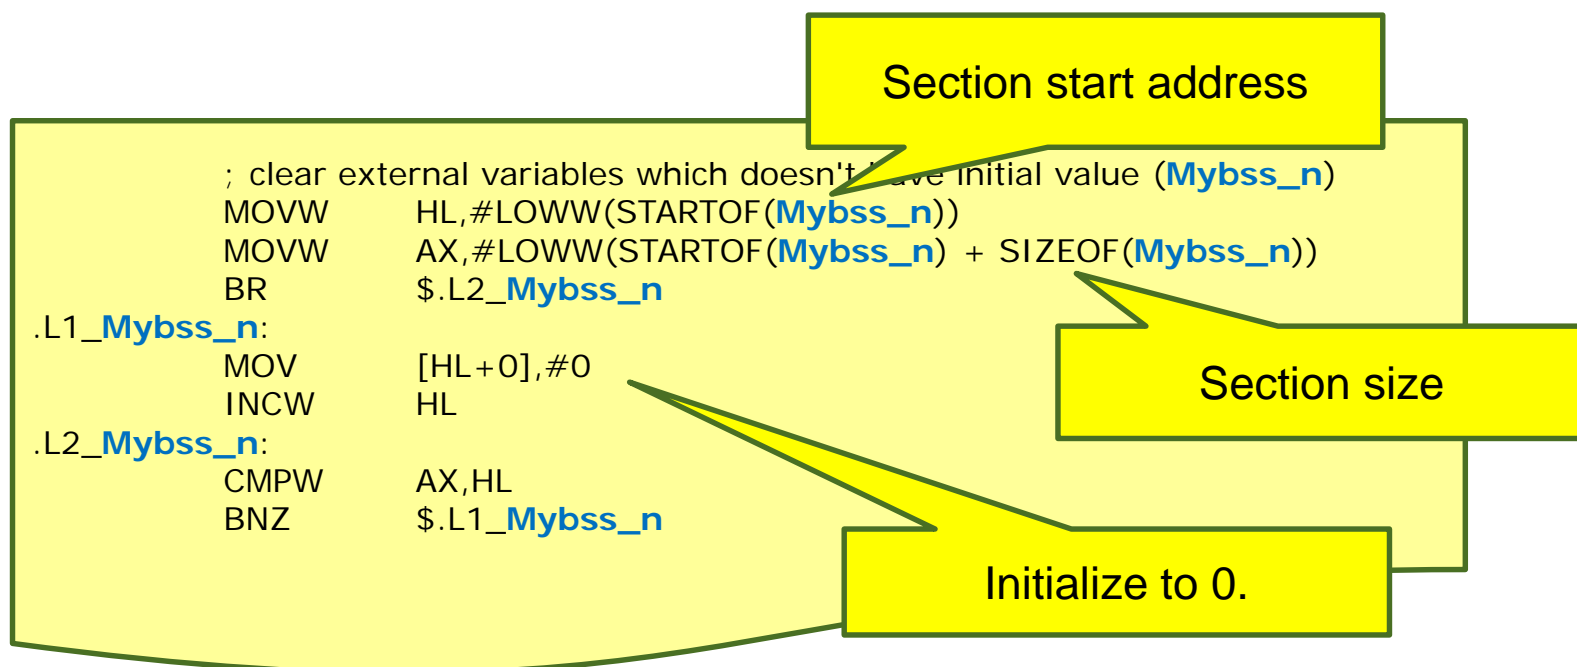 Section start address
; clear external variables which doesn't have initial value (Mybss_n)
MOVW HL,#LOWW(STARTOF(Mybss_n))
MOVW AX,#LOWW(STARTOF(Mybss_n) + SIZEOF(Mybss_n))
BR $.L2_Mybss_n
.L1_Mybss_n:
MOV [HL+0],#0
INCW HL
.L2_Mybss_n:
CMPW AX,HL
BNZ $.L1_Mybss_n
Section size
Initialize to 0.